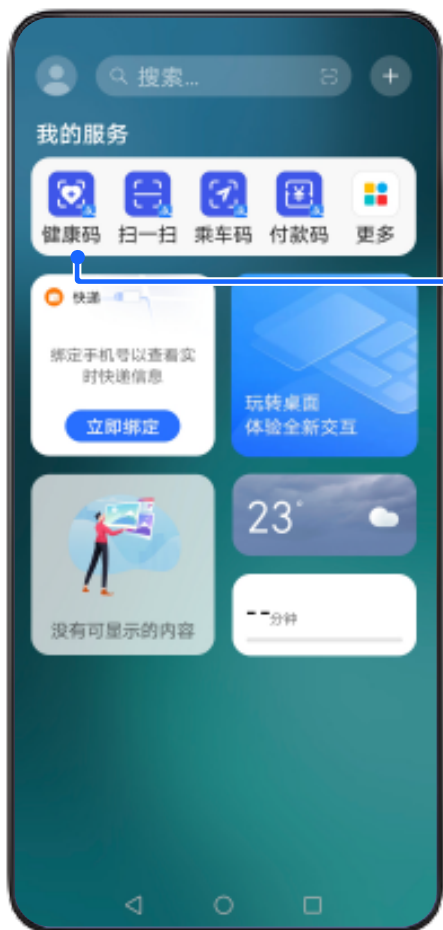 搜索...
我的服务
健康码 扫一扫 乘车码 付款码 更多
快递
绑定手机号以查看实
时快递信息
立即绑定
玩转桌面
体验全新交互
23°
没有可显示的内容
--分钟